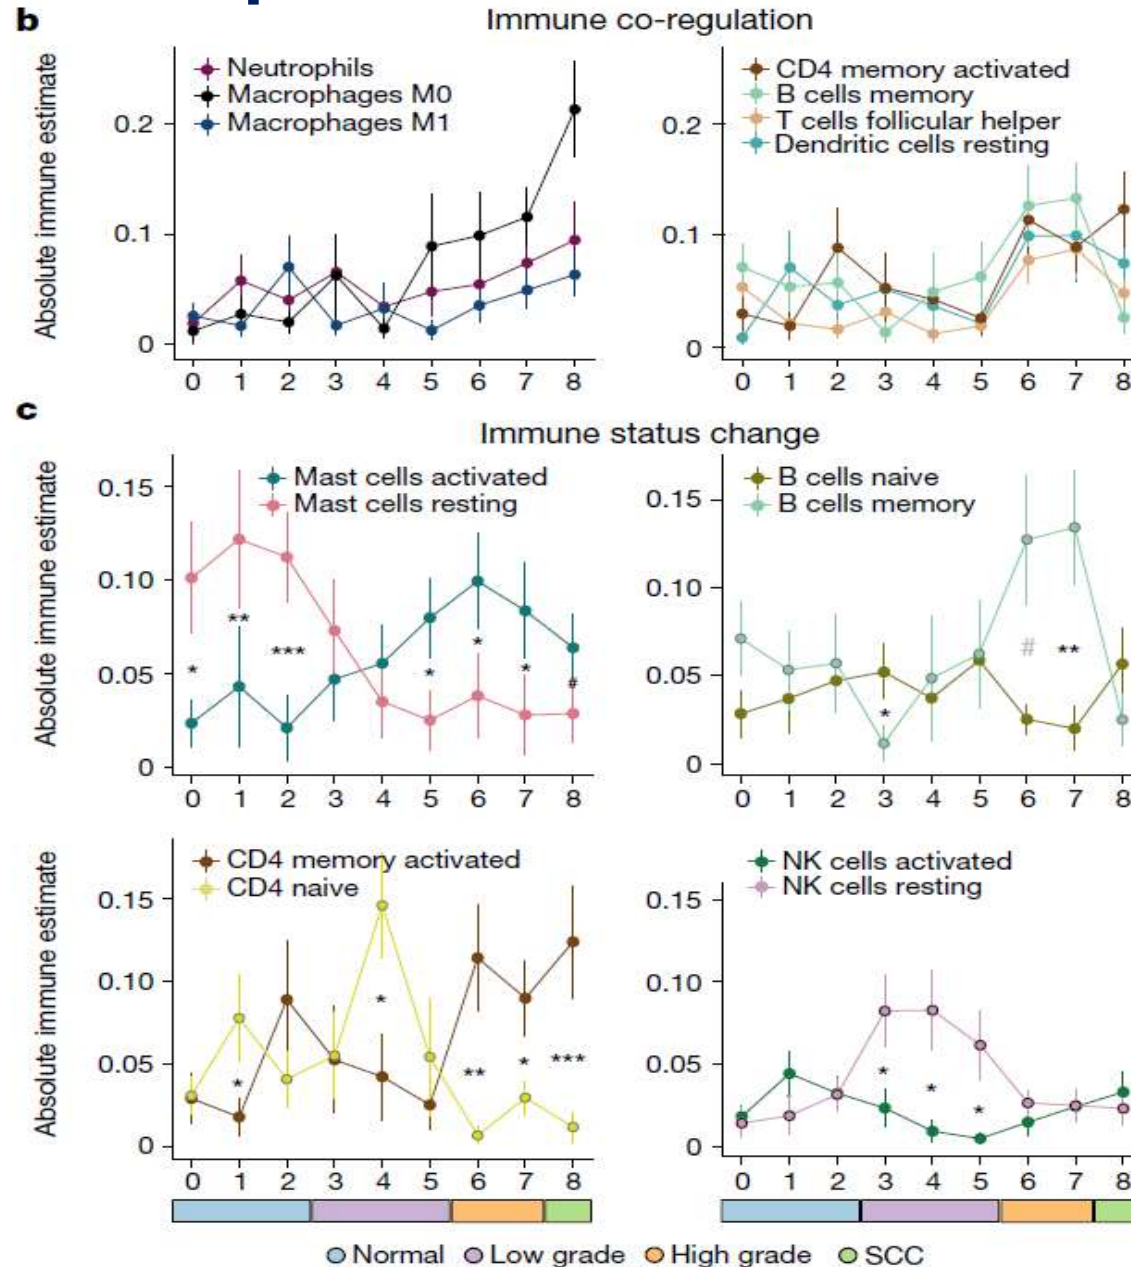 b
Immune co-regulation
Absolute immune estimate
Neutrophils
Macrophages M0
Macrophages M1
0.2
0.1
0
0 1 2 3 4 5 6 7 8
CD4 memory activated
B cells memory
T cells follicular helper
Dendritic cells resting
0.2
0.1
0
0 1 2 3 4 5 6 7 8
c
Immune status change
Absolute immune estimate
Mast cells activated
Mast cells resting
0.15
0.10
0.05
0
* ** *** * * * #
0 1 2 3 4 5 6 7 8
B cells naive
B cells memory
0.15
0.10
0.05
0
* # **
0 1 2 3 4 5 6 7 8
Absolute immune estimate
CD4 memory activated
CD4 naive
0.15
0.10
0.05
0
* * ** * ***
0 1 2 3 4 5 6 7 8
NK cells activated
NK cells resting
0.15
0.10
0.05
0
* * *
0 1 2 3 4 5 6 7 8
Normal Low grade High grade SCC